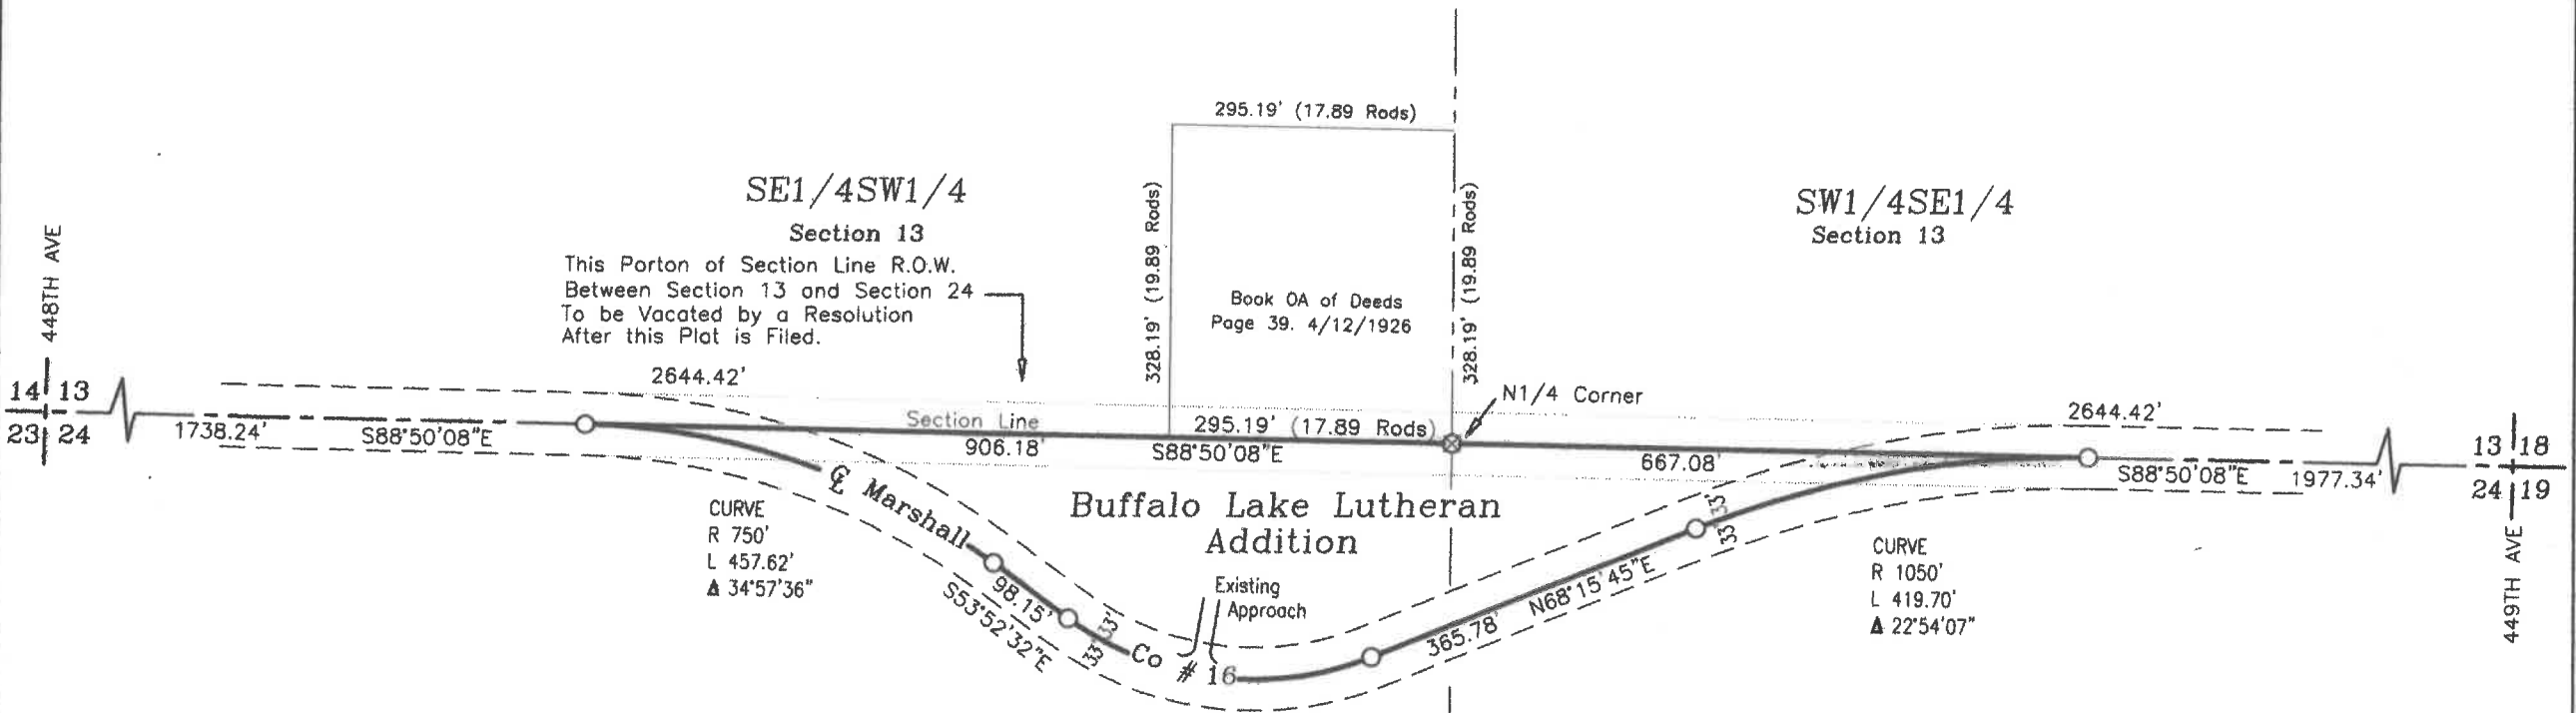 295.19' (17.89 Rods)
SE1/4SW1/4
Section 13
This Porton of Section Line R.O.W.
Between Section 13 and Section 24
To be Vacated by a Resolution
After this Plat is Filed.
328.19' (19.89 Rods)
328.19' (19.89 Rods)
Book OA of Deeds
Page 39. 4/12/1926
SW1/4SE1/4
Section 13
448TH AVE
14 13
23 24
2644.42'
1738.24'
S88°50'08"E
Section Line
906.18'
295.19' (17.89 Rods)
S88°50'08"E
N1/4 Corner
667.08'
2644.42'
S88°50'08"E
1977.34'
13 18
24 19
449TH AVE
Buffalo Lake Lutheran
Addition
CURVE
R 750'
L 457.62'
Δ 34°57'36"
℄ Marshall
98.15'
S53°52'32"E
33'
33'
Co # 16
Existing
Approach
365.78'
N68°15'45"E
33'
33'
CURVE
R 1050'
L 419.70'
Δ 22°54'07"